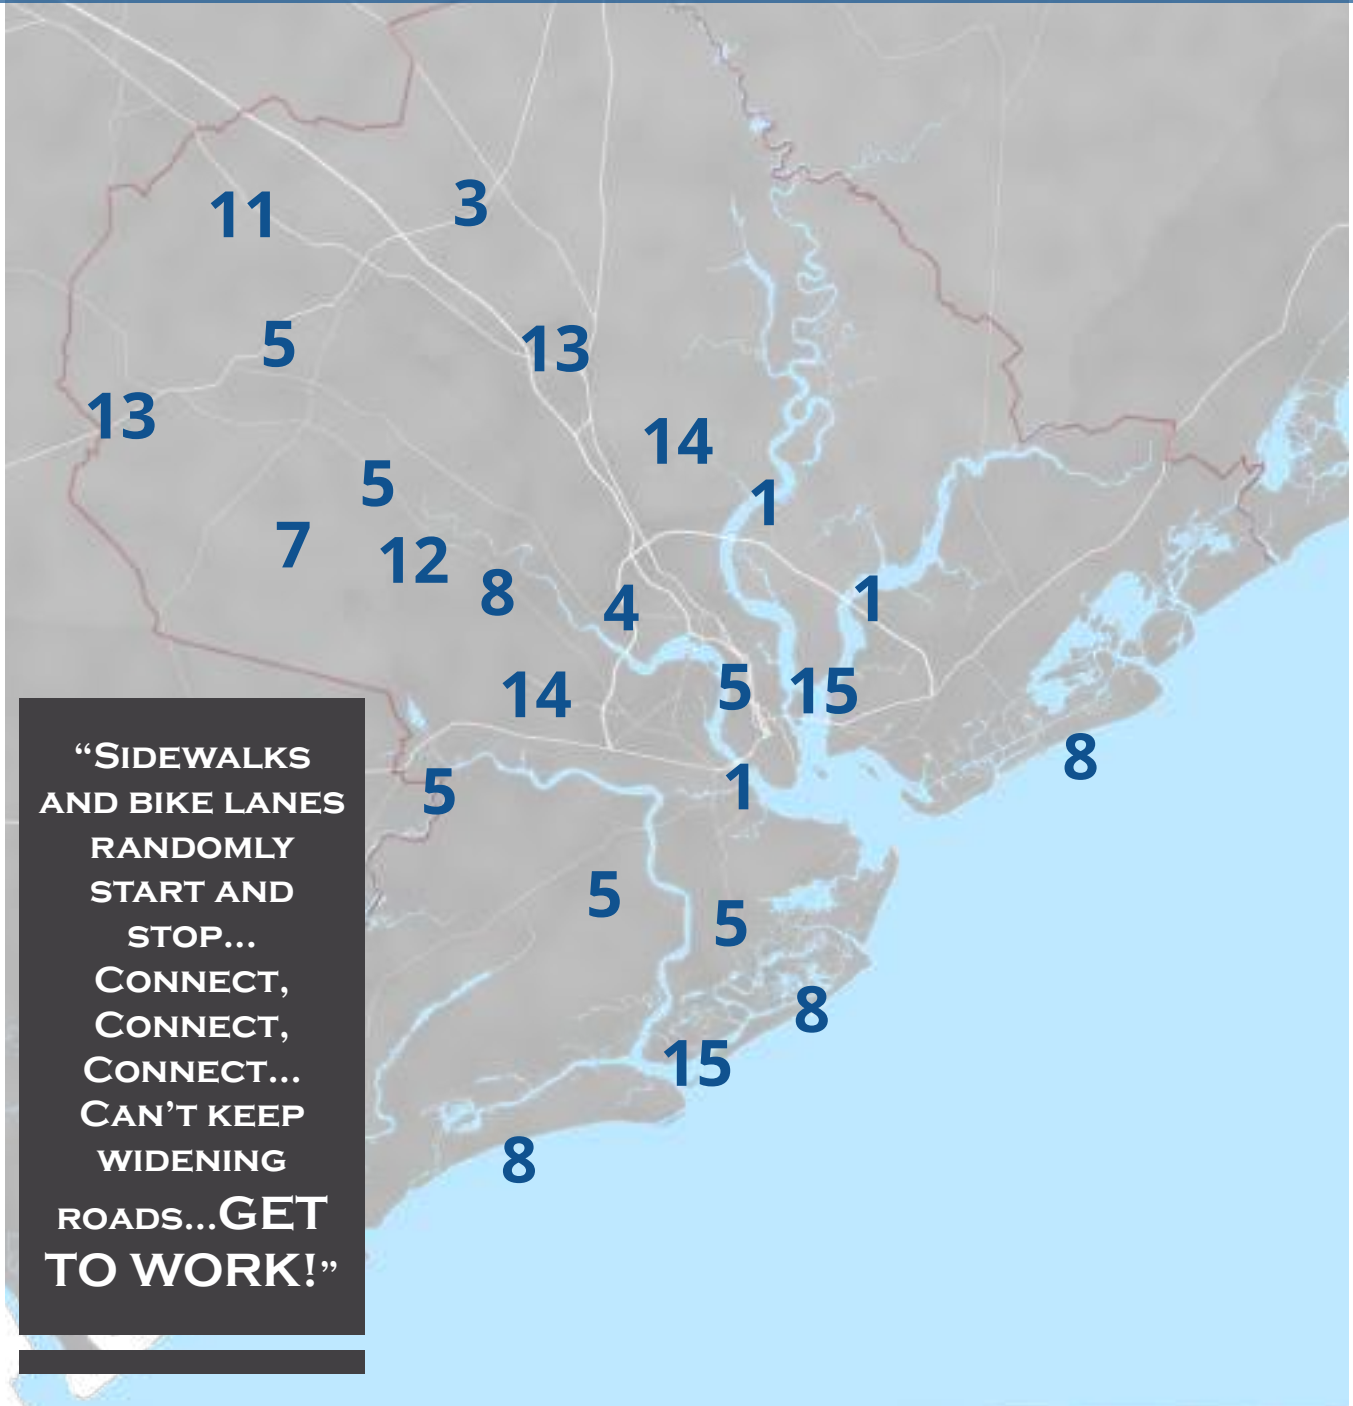 11
3
5
13
13
14
5
1
7
12
8
4
1
5
15
14
8
5
1
5
5
8
15
8
“SIDEWALKS
AND BIKE LANES
RANDOMLY
START AND
STOP...
CONNECT,
CONNECT,
CONNECT...
CAN’T KEEP
WIDENING
ROADS...GET
TO WORK!”